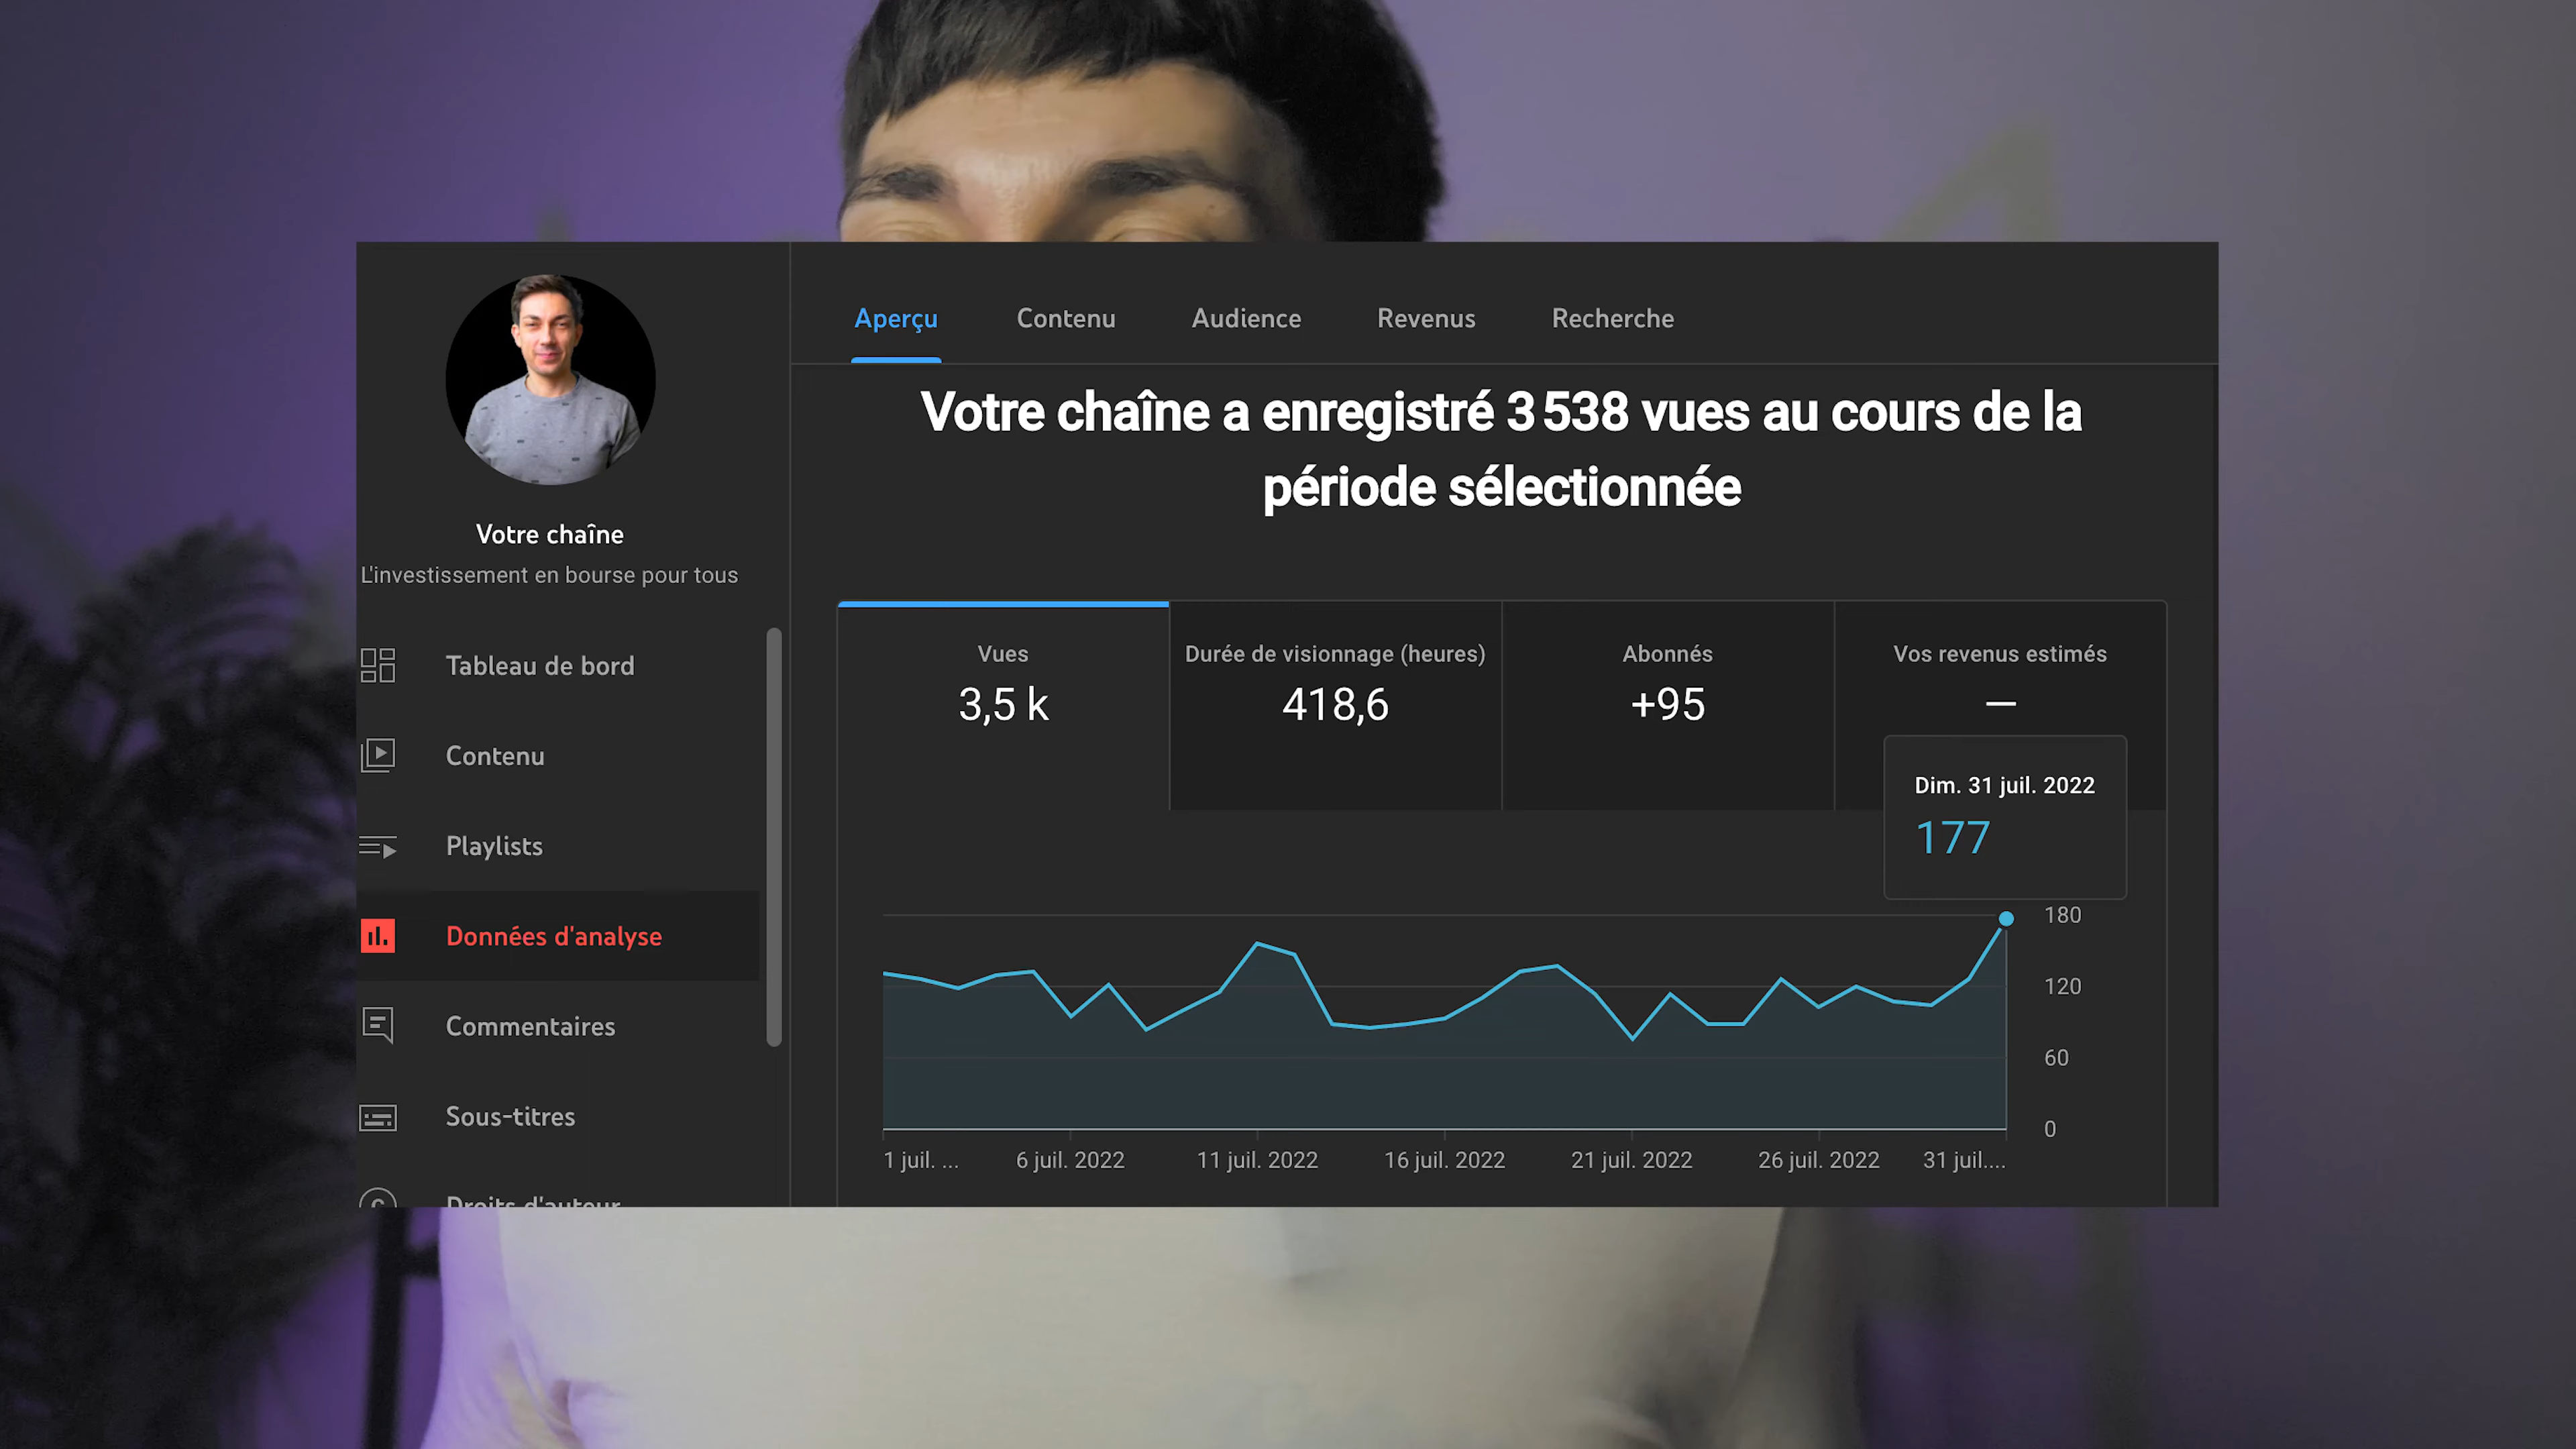 Votre chaîne
L'investissement en bourse pour tous
Tableau de bord
Contenu
Playlists
Données d'analyse
Commentaires
Sous-titres
Droits d'auteur
Aperçu Contenu Audience Revenus Recherche
Votre chaîne a enregistré 3 538 vues au cours de la
période sélectionnée
Vues
3,5 k
Durée de visionnage (heures)
418,6
Abonnés
+95
Vos revenus estimés
—
Dim. 31 juil. 2022
177
180
120
60
0
1 juil. ... 6 juil. 2022 11 juil. 2022 16 juil. 2022 21 juil. 2022 26 juil. 2022 31 juil....